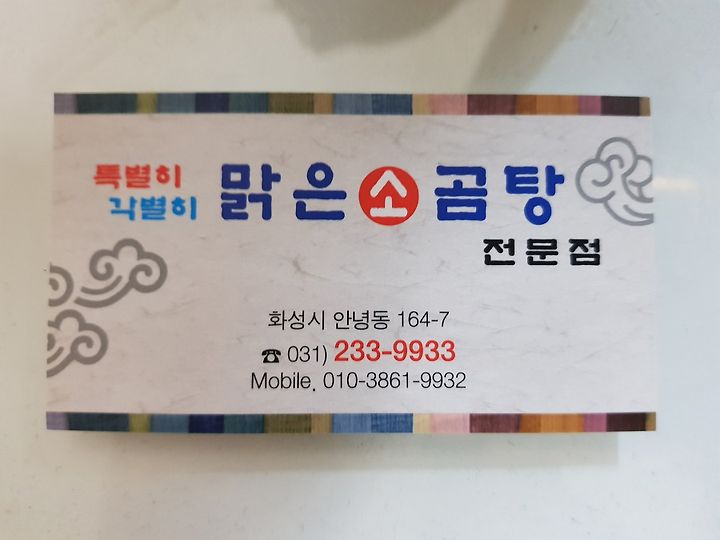 특별히
각별히
맑은소곰탕
전문점
화성시 안녕동 164-7
☎ 031) 233-9933
Mobile. 010-3861-9932